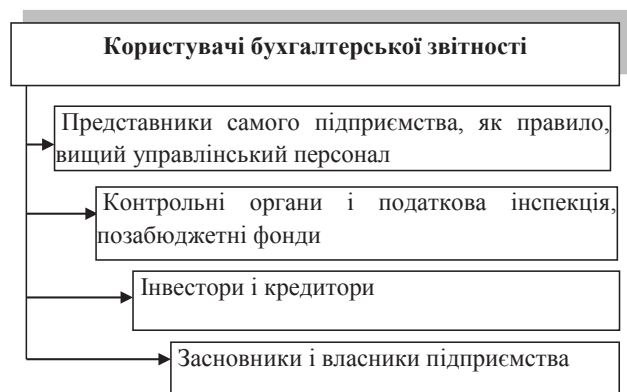 Користувачі бухгалтерської звітності
Представники самого підприємства, як правило,
вищий управлінський персонал
Контрольні органи і податкова інспекція,
позабюджетні фонди
Інвестори і кредитори
Засновники і власники підприємства